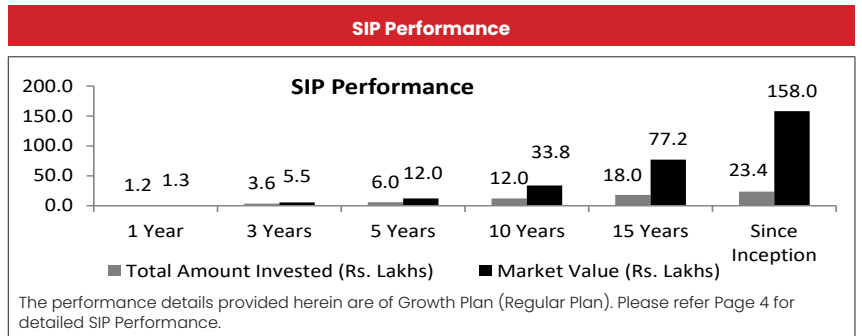 SIP Performance
SIP Performance
200.0
150.0
100.0
50.0
0.0
1.2 1.3
3.6 5.5
6.0 12.0
12.0 33.8
18.0 77.2
23.4 158.0
1 Year 3 Years 5 Years 10 Years 15 Years Since
Inception
Total Amount Invested (Rs. Lakhs) Market Value (Rs. Lakhs)
The performance details provided herein are of Growth Plan (Regular Plan). Please refer Page 4 for
detailed SIP Performance.